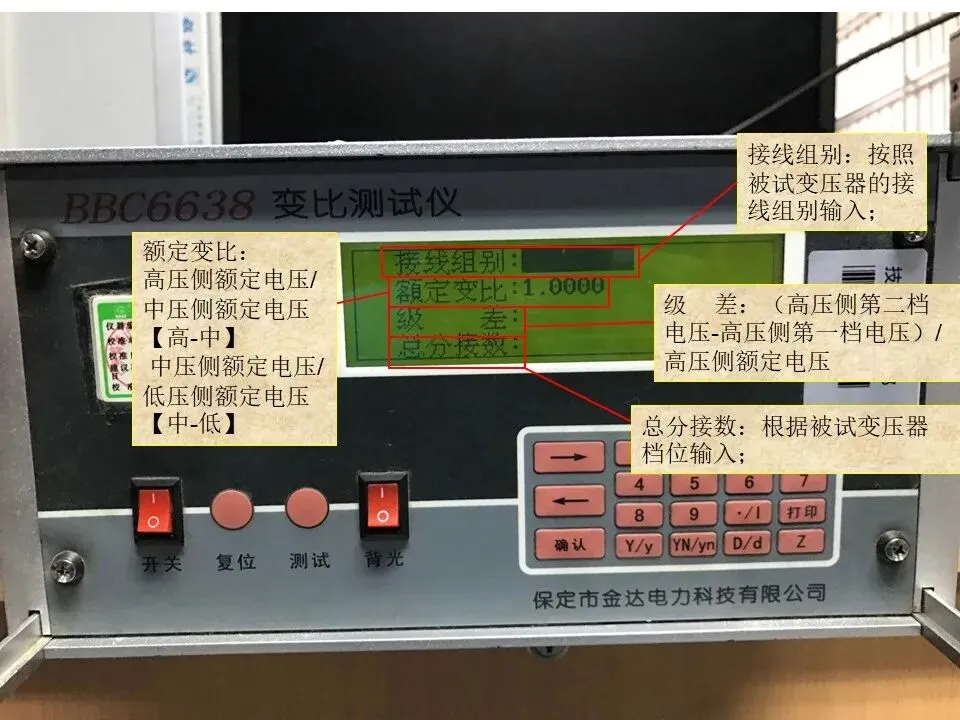 BBC6638 变比测试仪
接线组别：按照
被试变压器的接
线组别输入；
额定变比：
高压侧额定电压/
中压侧额定电压
【高-中】
中压侧额定电压/
低压侧额定电压
【中-低】
接线组别:
额定变比:1.0000
级 差:
总分接数:
级 差：（高压侧第二档
电压-高压侧第一档电压）/
高压侧额定电压
总分接数：根据被试变压器
档位输入；
→
4 5 6 7
←
8 9 ·/I 打印
确认 Y/y YN/yn D/d Z
开关 复位 测试 背光
保定市金达电力科技有限公司